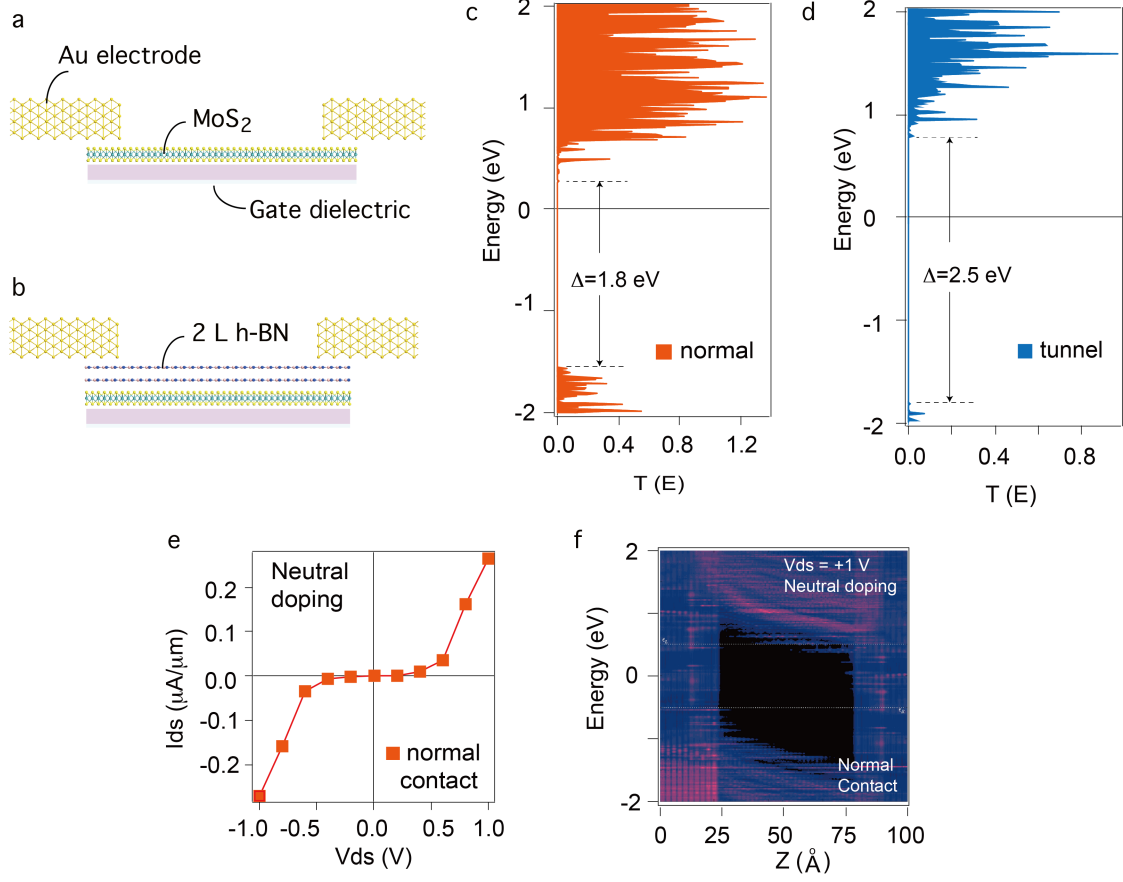 a
Au electrode
MoS2
Gate dielectric
b
2 L h-BN
c
2
1
0
-1
-2
Energy (eV)
Δ=1.8 eV
normal
0.0 0.4 0.8 1.2
T (E)
d
2
1
0
-1
-2
Energy (eV)
Δ=2.5 eV
tunnel
0.0 0.4 0.8
T (E)
e
Neutral
doping
0.2
0.1
0.0
-0.1
-0.2
Ids (μA/μm)
normal
contact
-1.0 -0.5 0.0 0.5 1.0
Vds (V)
f
2
1
0
-1
-2
Energy (eV)
Vds = +1 V
Neutral doping
Normal
Contact
0 25 50 75 100
Z (Å)